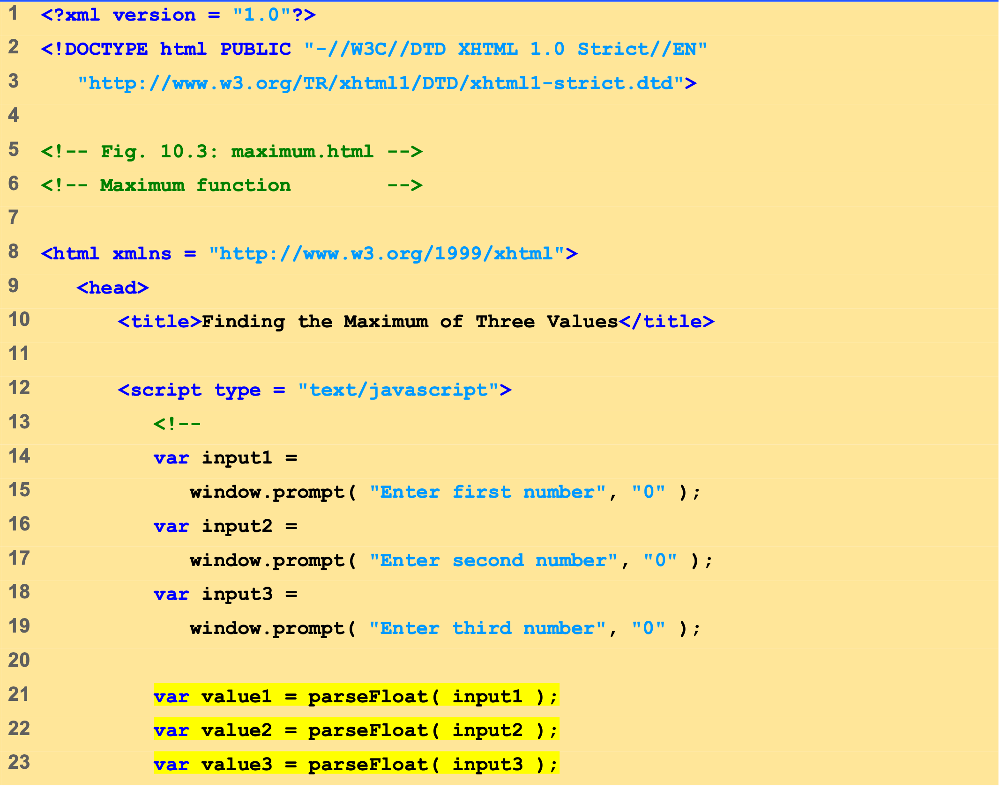 1 <?xml version = "1.0"?>
2 <!DOCTYPE html PUBLIC "-//W3C//DTD XHTML 1.0 Strict//EN"
3    "http://www.w3.org/TR/xhtml1/DTD/xhtml1-strict.dtd">
4
5 <!-- Fig. 10.3: maximum.html -->
6 <!-- Maximum function        -->
7
8 <html xmlns = "http://www.w3.org/1999/xhtml">
9    <head>
10       <title>Finding the Maximum of Three Values</title>
11
12       <script type = "text/javascript">
13          <!--
14          var input1 =
15             window.prompt( "Enter first number", "0" );
16          var input2 =
17             window.prompt( "Enter second number", "0" );
18          var input3 =
19             window.prompt( "Enter third number", "0" );
20
21          var value1 = parseFloat( input1 );
22          var value2 = parseFloat( input2 );
23          var value3 = parseFloat( input3 );